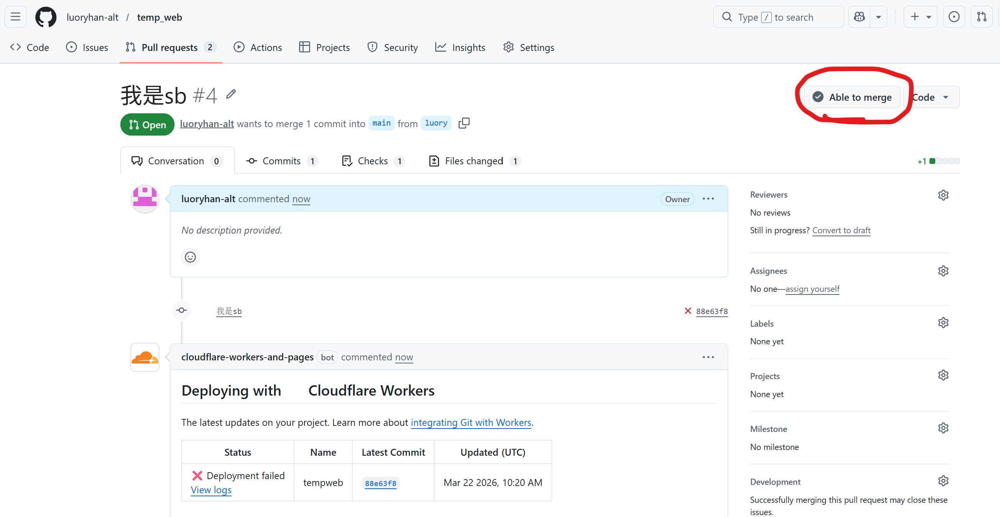 luoryhan-alt / temp_web
Type / to search
Code
Issues
Pull requests 2
Actions
Projects
Security
Insights
Settings
我是sb #4
Able to merge
Code
Open
luoryhan-alt wants to merge 1 commit into main from luory
Conversation 0
Commits 1
Checks 1
Files changed 1
+1
luoryhan-alt commented now
Owner
No description provided.
我是sb
88e63f8
cloudflare-workers-and-pages bot commented now
Deploying with Cloudflare Workers
The latest updates on your project. Learn more about integrating Git with Workers.
Status Name Latest Commit Updated (UTC)
❌ Deployment failed
View logs
tempweb
88e63f8
Mar 22 2026, 10:20 AM
Reviewers
No reviews
Still in progress? Convert to draft
Assignees
No one—assign yourself
Labels
None yet
Projects
None yet
Milestone
No milestone
Development
Successfully merging this pull request may close these
issues.